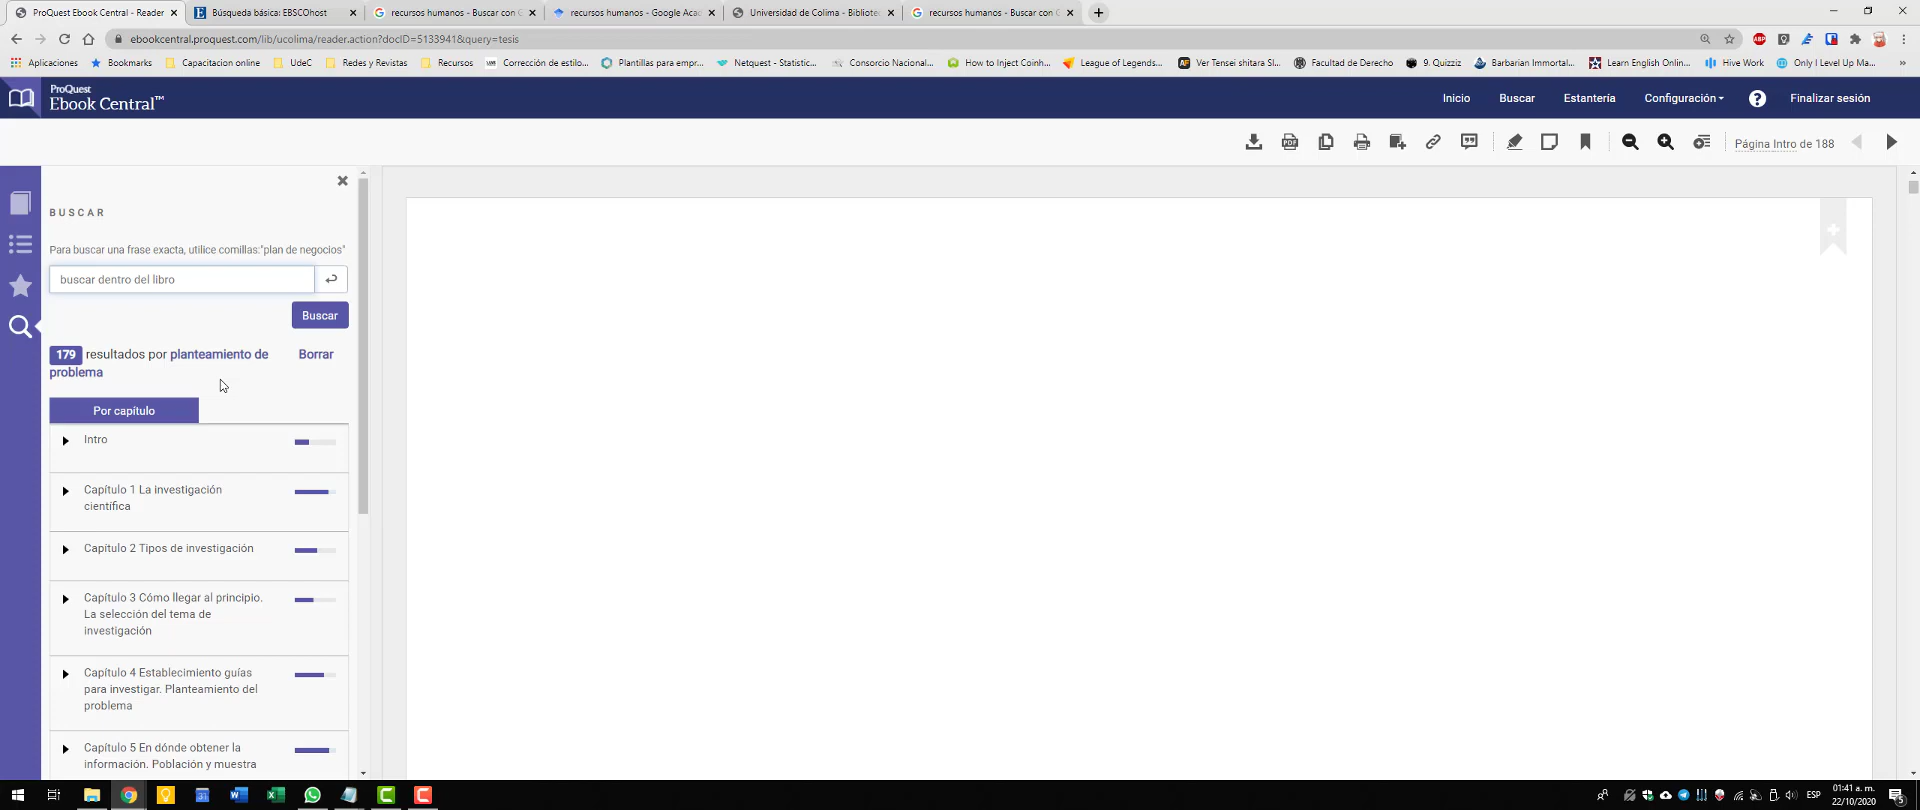 ProQuest Ebook Central - Reader
Búsqueda básica: EBSCOhost
recursos humanos - Buscar con G
recursos humanos - Google Acad
Universidad de Colima - Bibliotec
recursos humanos - Buscar con G
ebookcentral.proquest.com/lib/ucolima/reader.action?docID=5133941&query=tesis
Aplicaciones
Bookmarks
Capacitacion online
UdeC
Redes y Revistas
Recursos
Corrección de estilo...
Plantillas para empr...
Netquest - Statistic...
Consorcio Nacional...
How to Inject Coinh...
League of Legends...
Ver Tensei shitara Sl...
Facultad de Derecho
9. Quizziz
Barbarian Immortal...
Learn English Onlin...
Hive Work
Only I Level Up Ma...
ProQuest
Ebook Central™
Inicio
Buscar
Estantería
Configuración
Finalizar sesión
Página Intro de 188
BUSCAR
Para buscar una frase exacta, utilice comillas:"plan de negocios"
buscar dentro del libro
Buscar
179 resultados por planteamiento de
problema
Borrar
Por capítulo
Intro
Capítulo 1 La investigación
científica
Capítulo 2 Tipos de investigación
Capítulo 3 Cómo llegar al principio.
La selección del tema de
investigación
Capítulo 4 Establecimiento guías
para investigar. Planteamiento del
problema
Capítulo 5 En dónde obtener la
información. Población y muestra
ESP
01:41 a. m.
22/10/2020
5